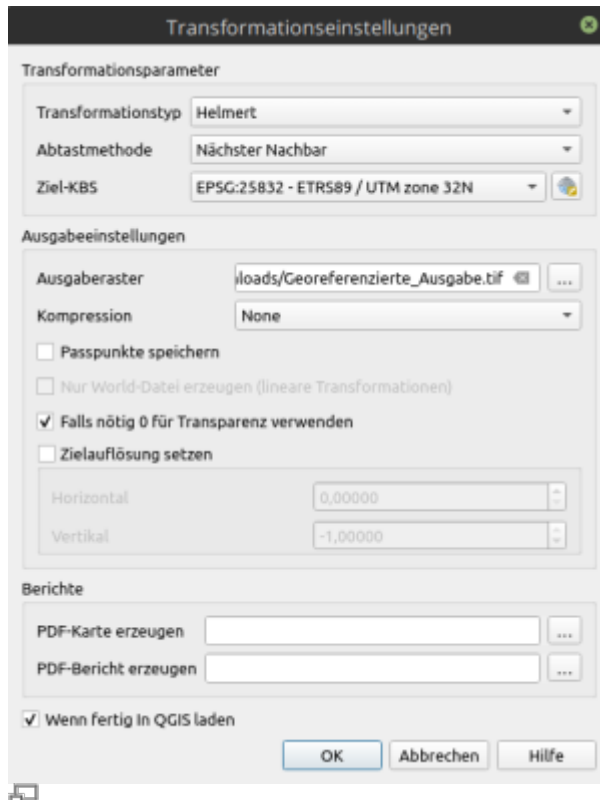 Transformationseinstellungen
Transformationsparameter
Transformationstyp Helmert
Abtastmethode Nächster Nachbar
Ziel-KBS EPSG:25832 - ETRS89 / UTM zone 32N
Ausgabeeinstellungen
Ausgaberaster loads/Georeferenzierte_Ausgabe.tif ...
Kompression None
Passpunkte speichern
Nur World-Datei erzeugen (lineare Transformationen)
Falls nötig 0 für Transparenz verwenden
Zielauflösung setzen
Horizontal 0,00000
Vertikal -1,00000
Berichte
PDF-Karte erzeugen ...
PDF-Bericht erzeugen ...
Wenn fertig In QGIS laden
OK Abbrechen Hilfe